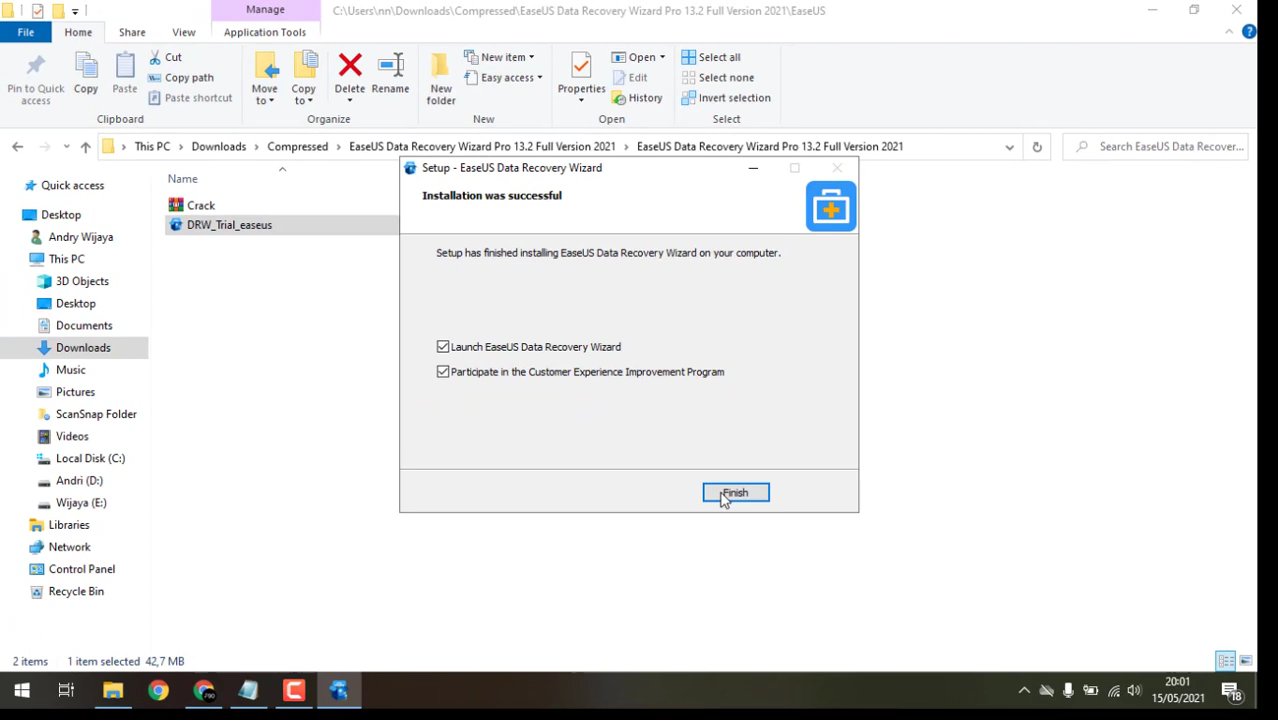 Manage
C:\Users\nn\Downloads\Compressed\EaseUS Data Recovery Wizard Pro 13.2 Full Version 2021\EaseUS
File
Home
Share
View
Application Tools
Pin to Quick access
Copy
Paste
Cut
Copy path
Paste shortcut
Clipboard
Move to
Copy to
Delete
Rename
Organize
New folder
New item
Easy access
New
Properties
Open
Edit
History
Open
Select all
Select none
Invert selection
Select
This PC
Downloads
Compressed
EaseUS Data Recovery Wizard Pro 13.2 Full Version 2021
EaseUS Data Recovery Wizard Pro 13.2 Full Version 2021
Search EaseUS Data Recover...
Quick access
Desktop
Andry Wijaya
This PC
3D Objects
Desktop
Documents
Downloads
Music
Pictures
ScanSnap Folder
Videos
Local Disk (C:)
Andri (D:)
Wijaya (E:)
Libraries
Network
Control Panel
Recycle Bin
Name
Crack
DRW_Trial_easeus
Setup - EaseUS Data Recovery Wizard
Installation was successful
Setup has finished installing EaseUS Data Recovery Wizard on your computer.
Launch EaseUS Data Recovery Wizard
Participate in the Customer Experience Improvement Program
Finish
2 items
1 item selected 42,7 MB
20:01
15/05/2021
18